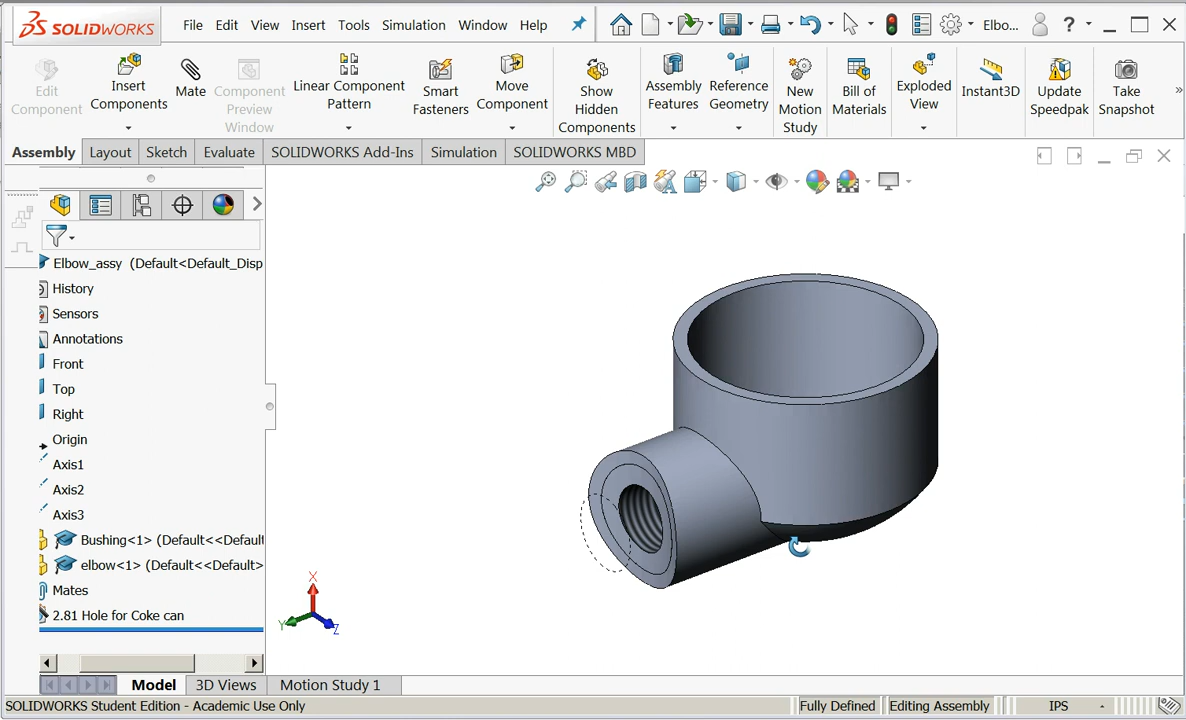 SOLIDWORKS
File Edit View Insert Tools Simulation Window Help
Elbo...
?
Edit Component
Insert Components
Mate
Component Preview Window
Linear Component Pattern
Smart Fasteners
Move Component
Show Hidden Components
Assembly Features
Reference Geometry
New Motion Study
Bill of Materials
Exploded View
Instant3D
Update Speedpak
Take Snapshot
»
Assembly Layout Sketch Evaluate SOLIDWORKS Add-Ins Simulation SOLIDWORKS MBD
Elbow_assy (Default<Default_Disp
History
Sensors
Annotations
Front
Top
Right
Origin
Axis1
Axis2
Axis3
Bushing<1> (Default<<Default
elbow<1> (Default<<Default>
Mates
2.81 Hole for Coke can
X
Y
Z
Model 3D Views Motion Study 1
SOLIDWORKS Student Edition - Academic Use Only
Fully Defined Editing Assembly IPS